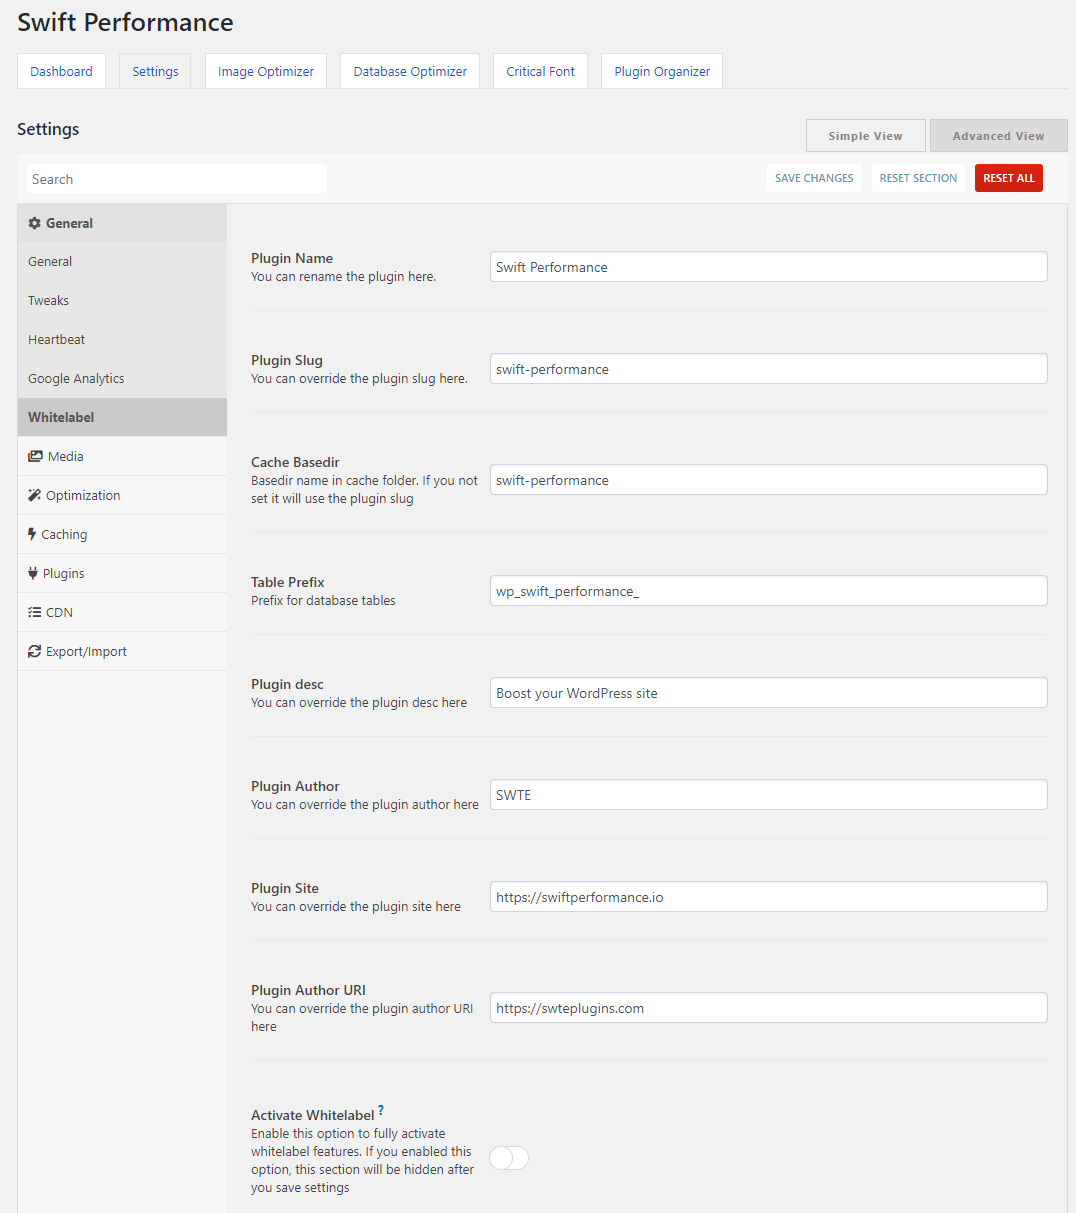 Swift Performance
Dashboard
Settings
Image Optimizer
Database Optimizer
Critical Font
Plugin Organizer
Settings
Simple View
Advanced View
Search
SAVE CHANGES
RESET SECTION
RESET ALL
General
General
Tweaks
Heartbeat
Google Analytics
Whitelabel
Media
Optimization
Caching
Plugins
CDN
Export/Import
Plugin Name
You can rename the plugin here.
Swift Performance
Plugin Slug
You can override the plugin slug here.
swift-performance
Cache Basedir
Basedir name in cache folder. If you not
set it will use the plugin slug
swift-performance
Table Prefix
Prefix for database tables
wp_swift_performance_
Plugin desc
You can override the plugin desc here
Boost your WordPress site
Plugin Author
You can override the plugin author here
SWTE
Plugin Site
You can override the plugin site here
https://swiftperformance.io
Plugin Author URI
You can override the plugin author URI
here
https://swteplugins.com
Activate Whitelabel ?
Enable this option to fully activate
whitelabel features. If you enabled this
option, this section will be hidden after
you save settings